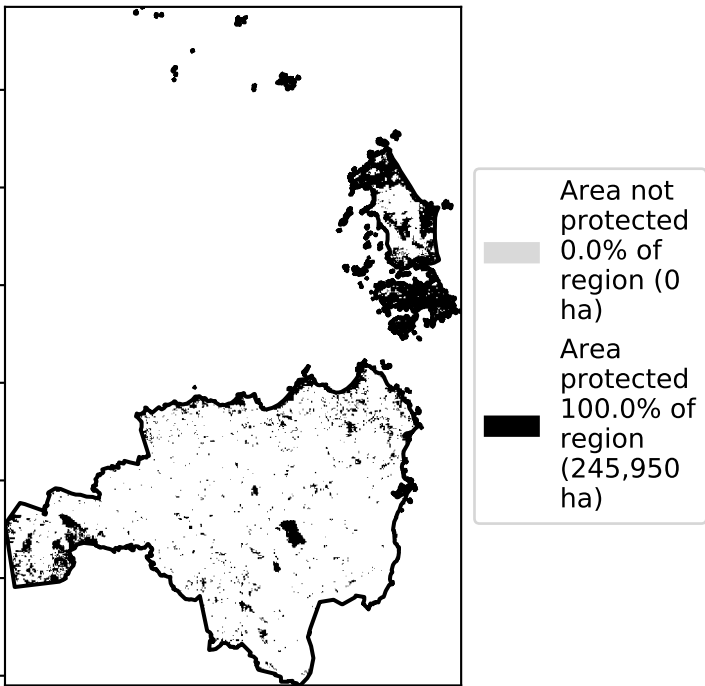 Area not
protected
0.0% of
region (0
ha)
Area
protected
100.0% of
region
(245,950
ha)